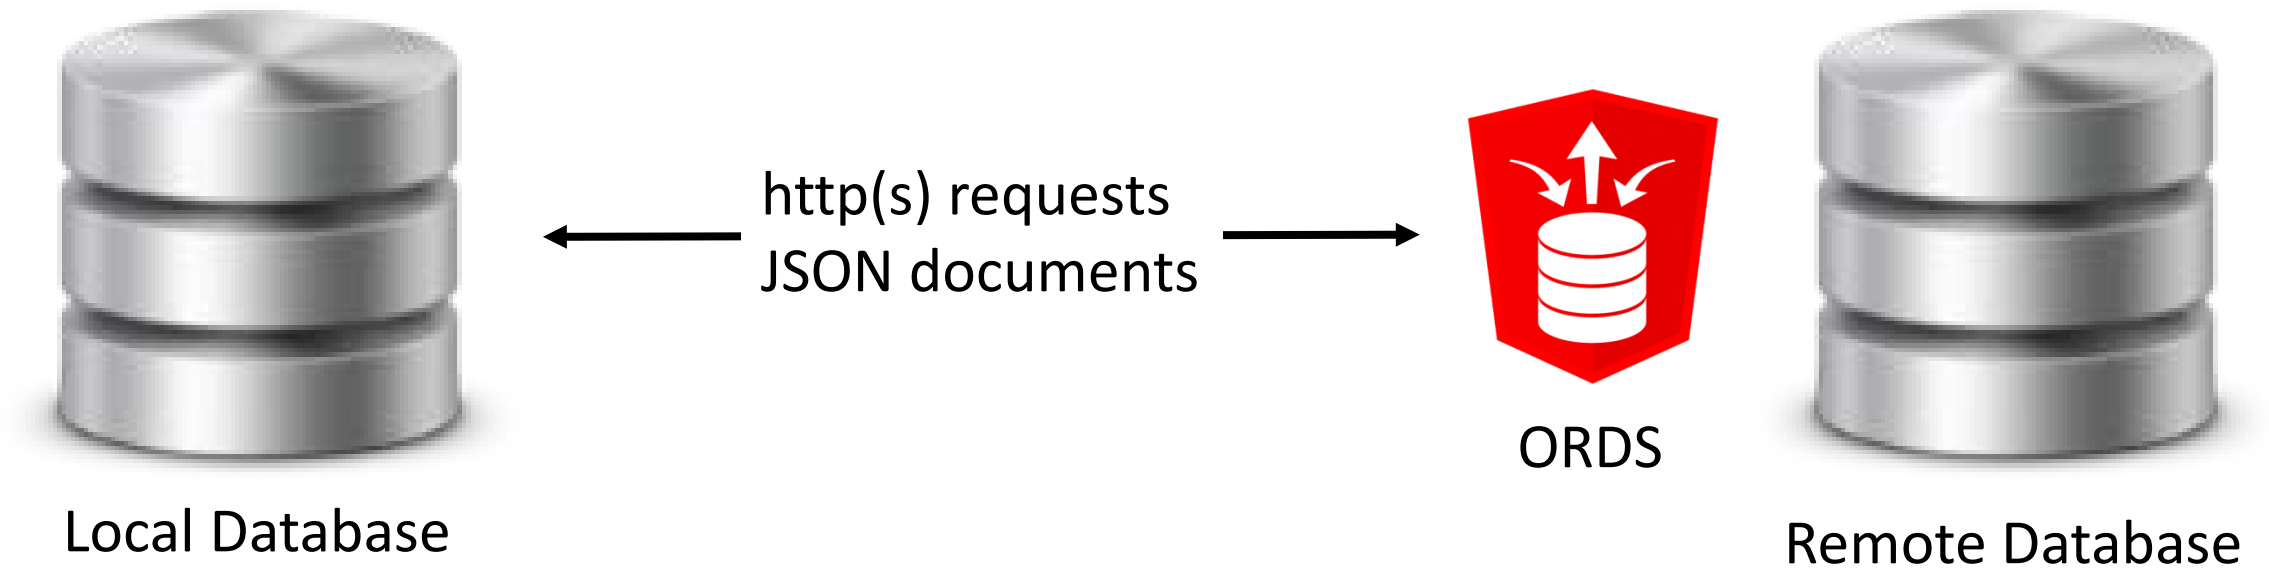 http(s) requests
JSON documents
ORDS
Local Database
Remote Database